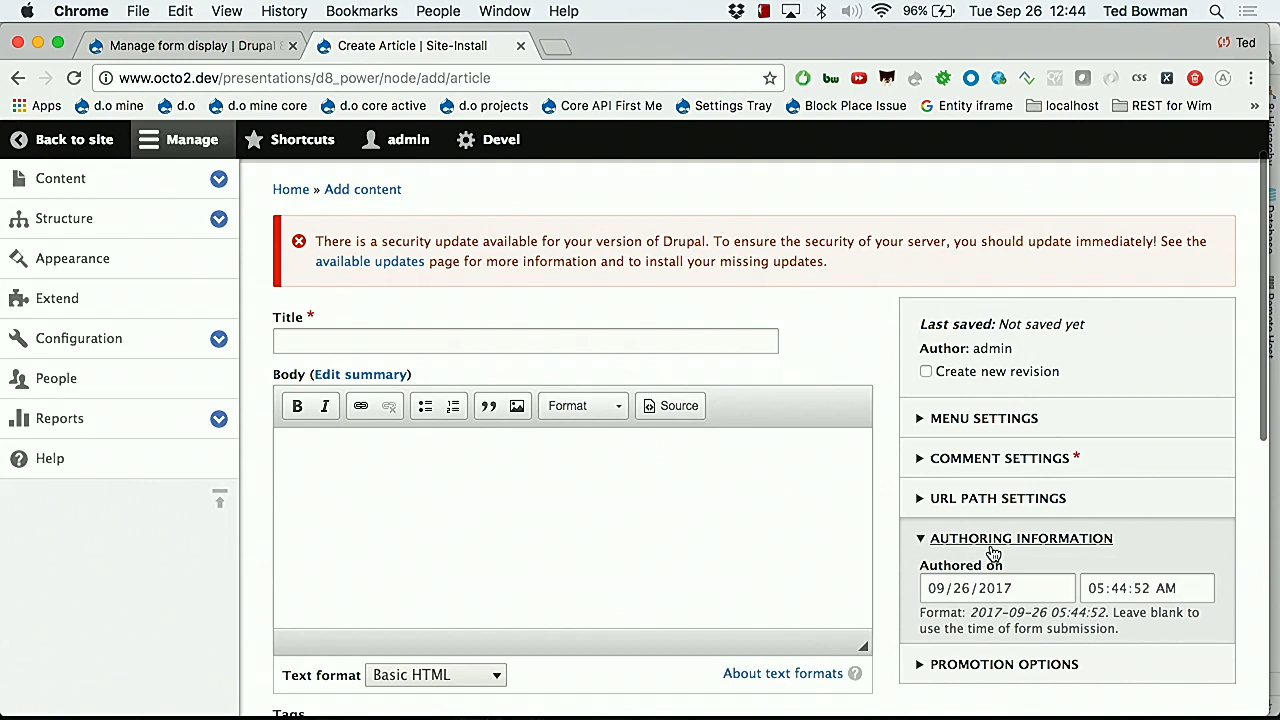 Chrome File Edit View History Bookmarks People Window Help 96% Tue Sep 26 12:44 Ted Bowman
Manage form display | Drupal 8 Create Article | Site-Install Ted
www.octo2.dev/presentations/d8_power/node/add/article
Apps d.o mine d.o d.o mine core d.o core active d.o projects Core API First Me Settings Tray Block Place Issue Entity iframe localhost REST for Wim »
Back to site Manage Shortcuts admin Devel
Content
Structure
Appearance
Extend
Configuration
People
Reports
Help
Home » Add content
There is a security update available for your version of Drupal. To ensure the security of your server, you should update immediately! See the
available updates page for more information and to install your missing updates.
Title *
Body (Edit summary)
B I Format Source
Text format Basic HTML About text formats ?
Tags
Last saved: Not saved yet
Author: admin
Create new revision
MENU SETTINGS
COMMENT SETTINGS *
URL PATH SETTINGS
AUTHORING INFORMATION
Authored on
09/26/2017 05:44:52 AM
Format: 2017-09-26 05:44:52. Leave blank to
use the time of form submission.
PROMOTION OPTIONS